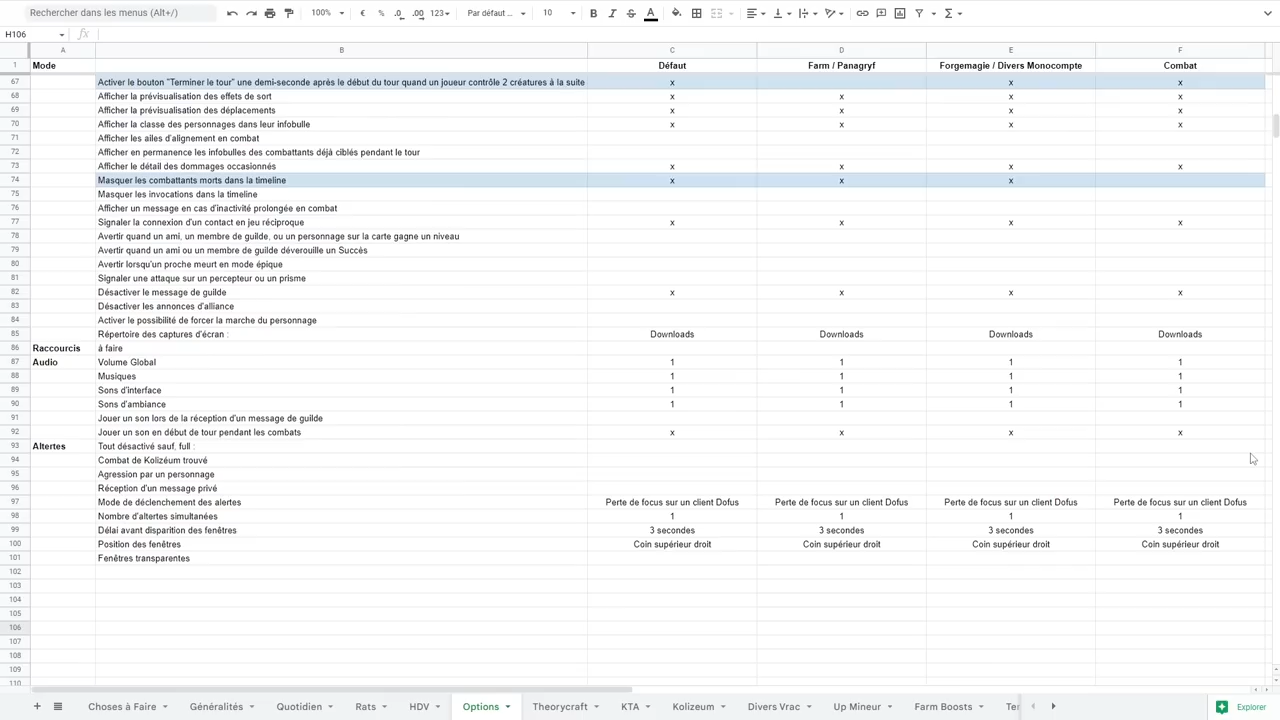 Rechercher dans les menus (Alt+/)
100%
€ % .0 .00 123
Par défaut ...
10
B I S A
H106
fx
A B C D E F
1 Mode Défaut Farm / Panagryf Forgemagie / Divers Monocompte Combat
67 Activer le bouton "Terminer le tour" une demi-seconde après le début du tour quand un joueur contrôle 2 créatures à la suite x x x
68 Afficher la prévisualisation des effets de sort x x x x
69 Afficher la prévisualisation des déplacements x x x x
70 Afficher la classe des personnages dans leur infobulle x x x x
71 Afficher les ailes d'alignement en combat
72 Afficher en permanence les infobulles des combattants déjà ciblés pendant le tour
73 Afficher le détail des dommages occasionnés x x x x
74 Masquer les combattants morts dans la timeline x x x
75 Masquer les invocations dans la timeline
76 Afficher un message en cas d'inactivité prolongée en combat
77 Signaler la connexion d'un contact en jeu réciproque x x x x
78 Avertir quand un ami, un membre de guilde, ou un personnage sur la carte gagne un niveau
79 Avertir quand un ami ou un membre de guilde déverouille un Succès
80 Avertir lorsqu'un proche meurt en mode épique
81 Signaler une attaque sur un percepteur ou un prisme
82 Désactiver le message de guilde x x x x
83 Désactiver les annonces d'alliance
84 Activer la possibilité de forcer la marche du personnage
85 Répertoire des captures d'écran : Downloads Downloads Downloads Downloads
86 Raccourcis à faire
87 Audio Volume Global 1 1 1 1
88 Musiques 1 1 1 1
89 Sons d'interface 1 1 1 1
90 Sons d'ambiance 1 1 1 1
91 Jouer un son lors de la réception d'un message de guilde
92 Jouer un son en début de tour pendant les combats x x x x
93 Altertes Tout désactivé sauf, full :
94 Combat de Kolizéum trouvé
95 Agression par un personnage
96 Réception d'un message privé
97 Mode de déclenchement des alertes Perte de focus sur un client Dofus Perte de focus sur un client Dofus Perte de focus sur un client Dofus Perte de focus sur un client Dofus
98 Nombre d'altertes simultanées 1 1 1 1
99 Délai avant disparition des fenêtres 3 secondes 3 secondes 3 secondes 3 secondes
100 Position des fenêtres Coin supérieur droit Coin supérieur droit Coin supérieur droit Coin supérieur droit
101 Fenêtres transparentes
102
103
104
105
106
107
108
109
110
Choses à Faire Généralités Quotidien Rats HDV Options Theorycraft KTA Kolizeum Divers Vrac Up Mineur Farm Boosts
Explorer